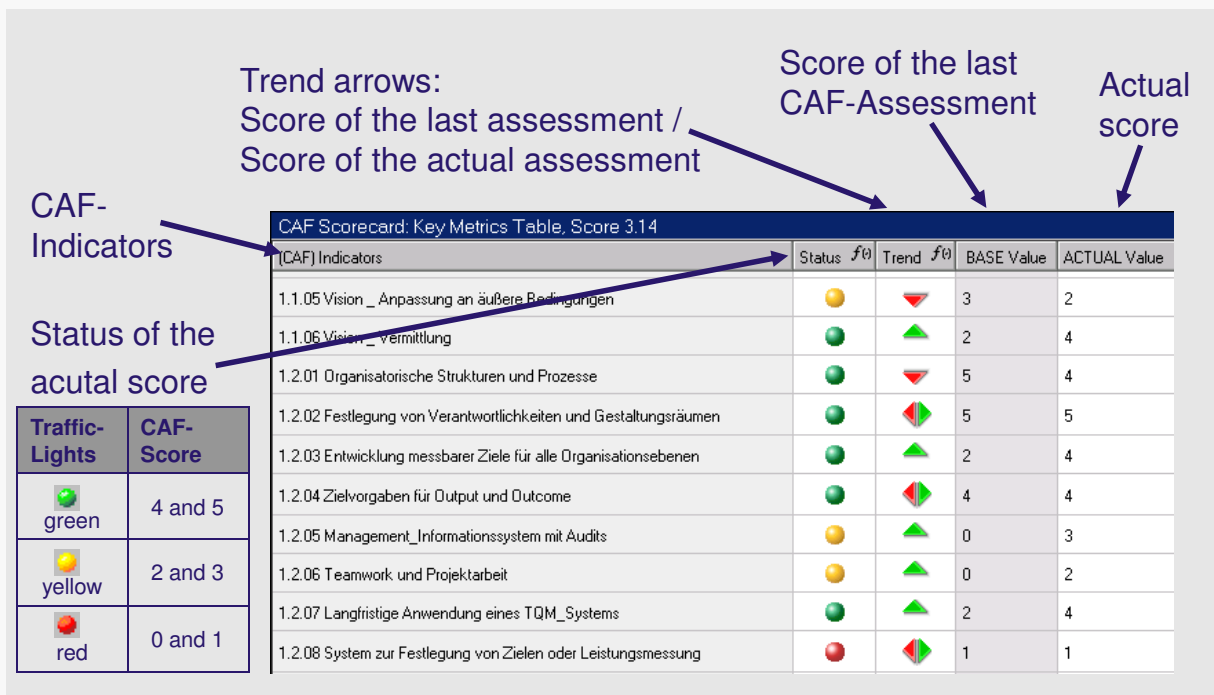 Trend arrows:
Score of the last assessment /
Score of the actual assessment
Score of the last
CAF-Assessment
Actual
score
CAF-
Indicators
Status of the
acutal score
Traffic-
Lights
CAF-
Score
green
4 and 5
yellow
2 and 3
red
0 and 1
CAF Scorecard: Key Metrics Table, Score 3.14
(CAF) Indicators Status f(·) Trend f(·) BASE Value ACTUAL Value
1.1.05 Vision _ Anpassung an äußere Bedingungen 3 2
1.1.06 Vision _ Vermittlung 2 4
1.2.01 Organisatorische Strukturen und Prozesse 5 4
1.2.02 Festlegung von Verantwortlichkeiten und Gestaltungsräumen 5 5
1.2.03 Entwicklung messbarer Ziele für alle Organisationsebenen 2 4
1.2.04 Zielvorgaben für Output und Outcome 4 4
1.2.05 Management_Informationssystem mit Audits 0 3
1.2.06 Teamwork und Projektarbeit 0 2
1.2.07 Langfristige Anwendung eines TQM_Systems 2 4
1.2.08 System zur Festlegung von Zielen oder Leistungsmessung 1 1